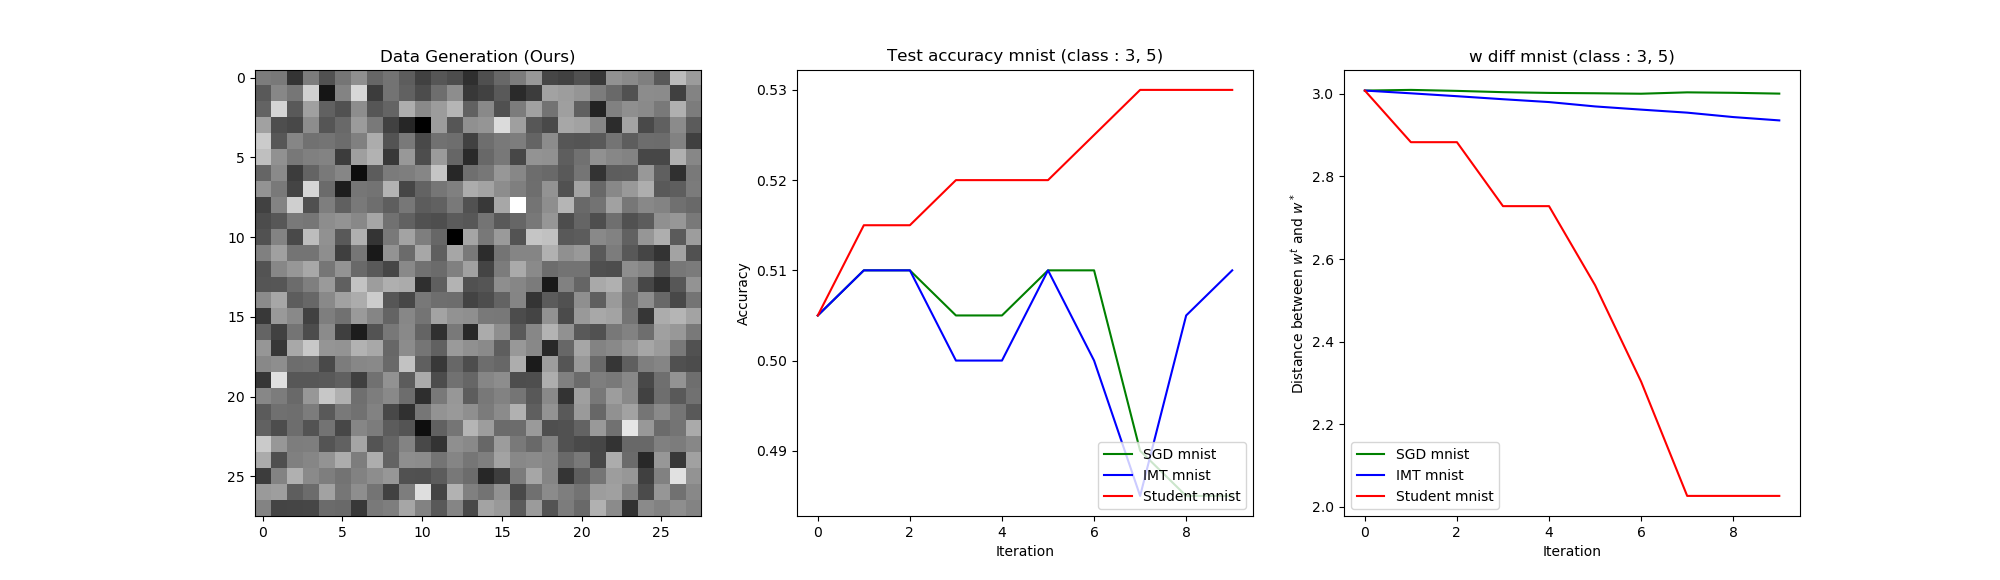 Data Generation (Ours)
0
5
10
15
20
25
0 5 10 15 20 25
Test accuracy mnist (class : 3, 5)
Accuracy
0.53
0.52
0.51
0.50
0.49
SGD mnist
IMT mnist
Student mnist
0 2 4 6 8
Iteration
w diff mnist (class : 3, 5)
Distance between w^t and w^*
3.0
2.8
2.6
2.4
2.2
2.0
SGD mnist
IMT mnist
Student mnist
0 2 4 6 8
Iteration